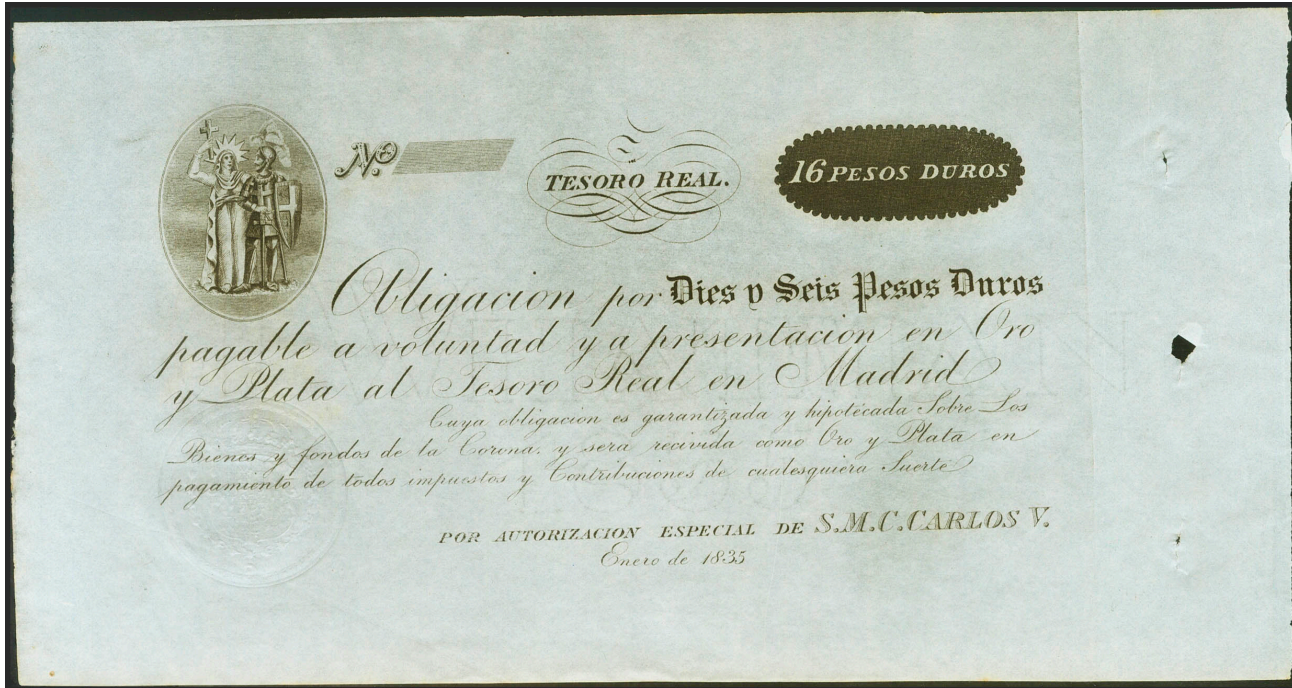 No.
TESORO REAL.
16 PESOS DUROS
Obligacion por Dies y Seis Pesos Duros
pagable a voluntad y a presentacion en Oro
y Plata al Tesoro Real en Madrid
Cuya obligacion es garantizada y hipotécada Sobre Los
Bienes y fondos de la Corona. y será recivida como Oro y Plata en
pagamiento de todos impuestos y Contribuciones de cualesquiera Suerte
POR AUTORIZACION ESPECIAL DE S.M.C.CARLOS V.
Enero de 1835